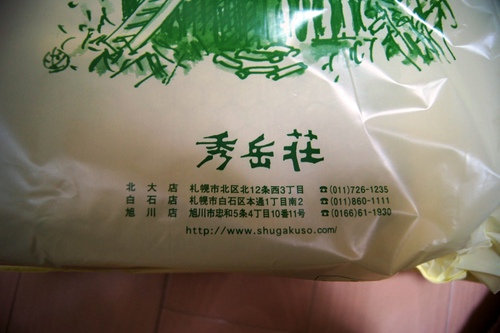 秀岳荘
北大店 札幌市北区北12条西3丁目 ☎(011)726-1235
白石店 札幌市白石区本通1丁目南2 ☎(011)860-1111
旭川店 旭川市忠和5条4丁目10番11号 ☎(0166)61-1930
http://www.shugakuso.com/